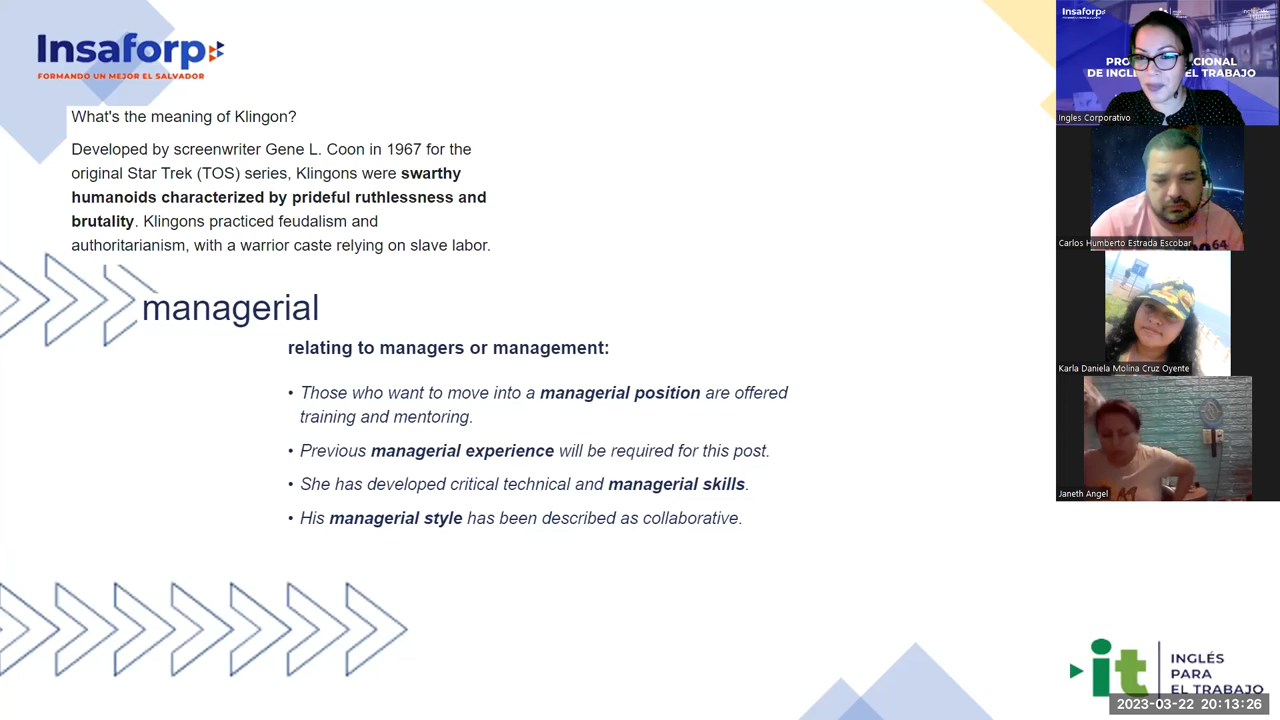 Insaforp
FORMANDO UN MEJOR EL SALVADOR
What's the meaning of Klingon?
Developed by screenwriter Gene L. Coon in 1967 for the
original Star Trek (TOS) series, Klingons were swarthy
humanoids characterized by prideful ruthlessness and
brutality. Klingons practiced feudalism and
authoritarianism, with a warrior caste relying on slave labor.
managerial
relating to managers or management:
• Those who want to move into a managerial position are offered
training and mentoring.
• Previous managerial experience will be required for this post.
• She has developed critical technical and managerial skills.
• His managerial style has been described as collaborative.
Insaforp
Ingles Corporativo
Carlos Humberto Estrada Escobar
64
Karla Daniela Molina Cruz Oyente
Janeth Angel
it
INGLÉS
PARA
EL TRABAJO
2023-03-22 20:13:26